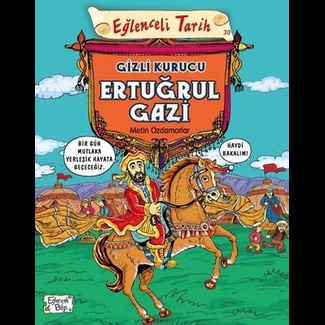 Eğlenceli Tarih
30
GİZLİ KURUCU
ERTUĞRUL
GAZİ
Metin Özdamarlar
BİR GÜN
MUTLAKA
YERLEŞİK HAYATA
GEÇECEĞİZ.
HAYDİ
BAKALIM!
Eğlenceli
Bilgi